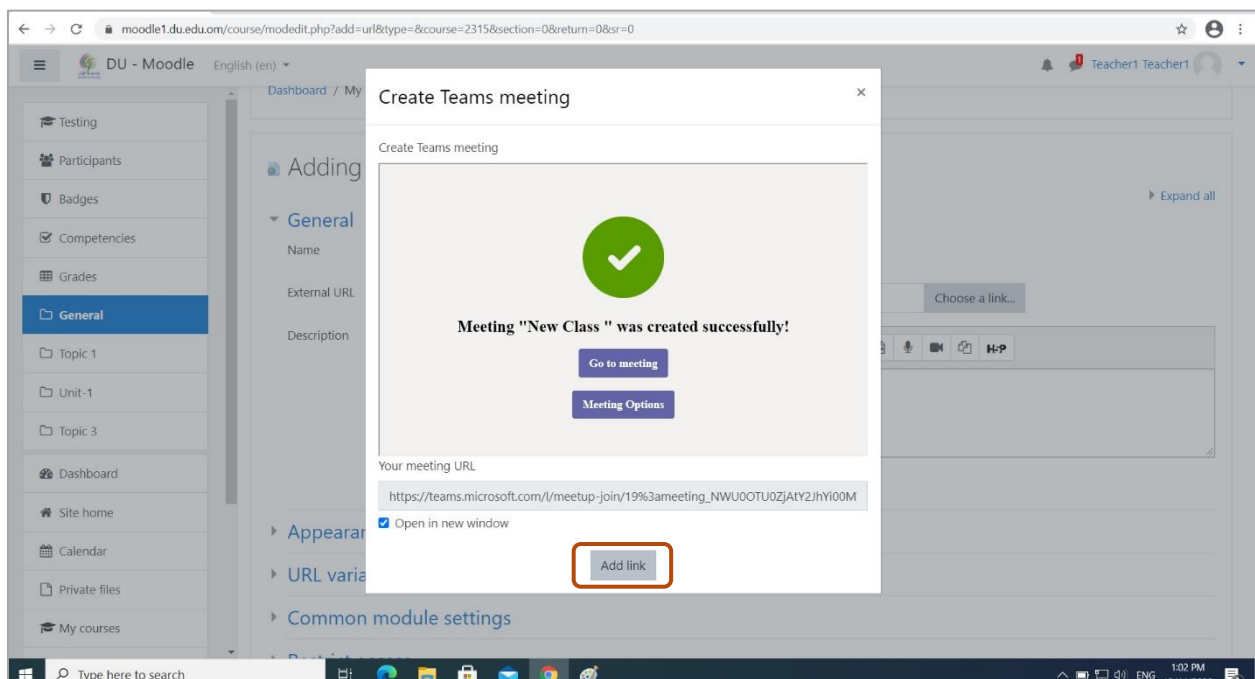 moodle1.du.edu.om/course/modedit.php?add=url&type=&course=2315&section=0&return=0&sr=0
DU - Moodle English (en)
Teacher1 Teacher1
Dashboard / My
Create Teams meeting
×
Testing
Create Teams meeting
Participants
Adding
Badges
Expand all
General
Competencies
Name
Grades
External URL
Choose a link...
General
Meeting "New Class " was created successfully!
Description
H-P
Topic 1
Go to meeting
Unit-1
Meeting Options
Topic 3
Your meeting URL
Dashboard
https://teams.microsoft.com/l/meetup-join/19%3ameeting_NWU0OTU0ZjAtY2JhYi00M
Site home
Open in new window
Appearar
Calendar
Add link
URL varia
Private files
Common module settings
My courses
Type here to search
ENG
1:02 PM